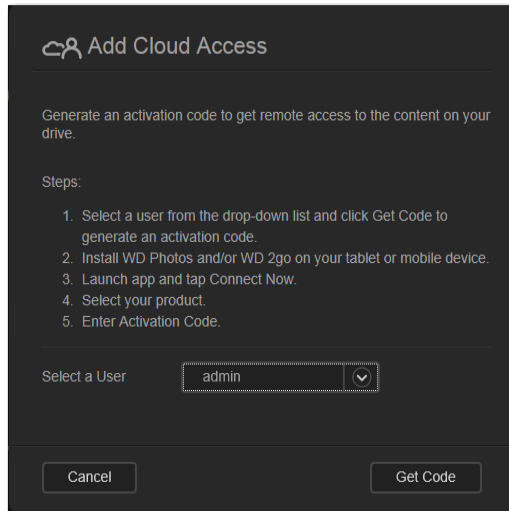 Add Cloud Access
Generate an activation code to get remote access to the content on your
drive.
Steps:
1. Select a user from the drop-down list and click Get Code to
generate an activation code.
2. Install WD Photos and/or WD 2go on your tablet or mobile device.
3. Launch app and tap Connect Now.
4. Select your product.
5. Enter Activation Code.
Select a User admin
Cancel Get Code